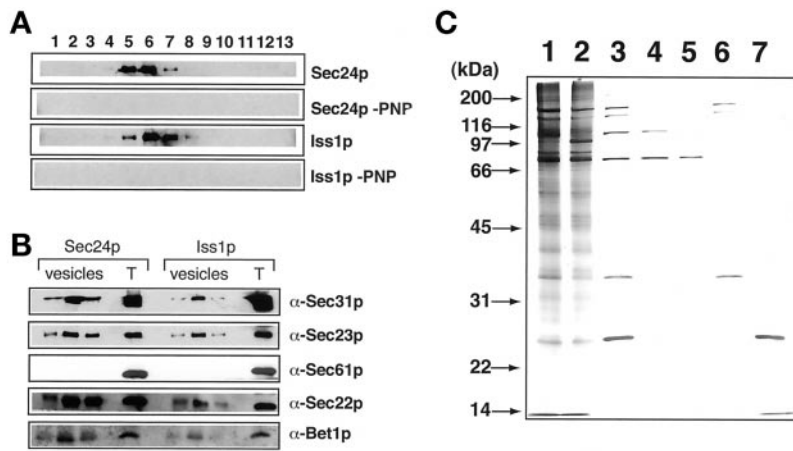 A
1 2 3 4 5 6 7 8 9 10 11 12 13
Sec24p
Sec24p -PNP
Iss1p
Iss1p -PNP
B
Sec24p Iss1p
vesicles T vesicles T
α-Sec31p
α-Sec23p
α-Sec61p
α-Sec22p
α-Bet1p
C
1 2 3 4 5 6 7
(kDa)
200
116
97
66
45
31
22
14